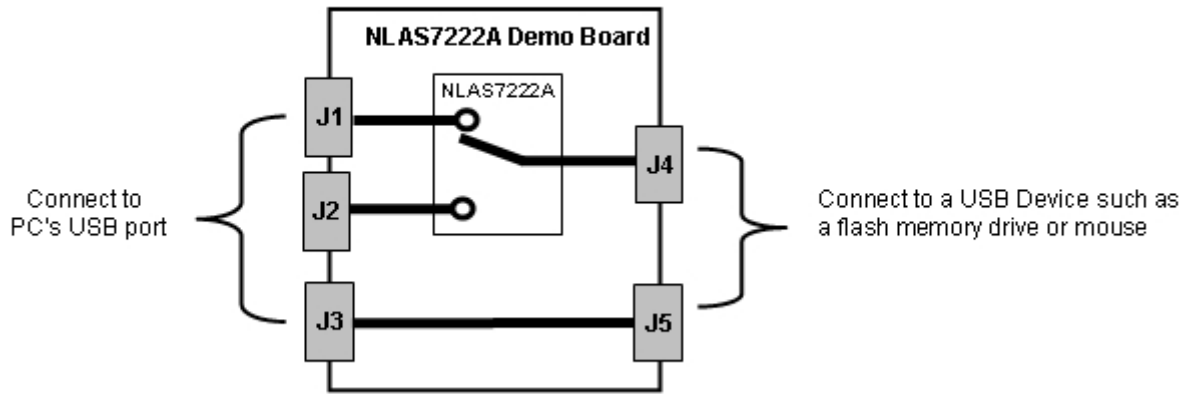 NLAS7222A Demo Board
NLAS7222A
J1
J2
J3
J4
J5
Connect to
PC's USB port
Connect to a USB Device such as
a flash memory drive or mouse